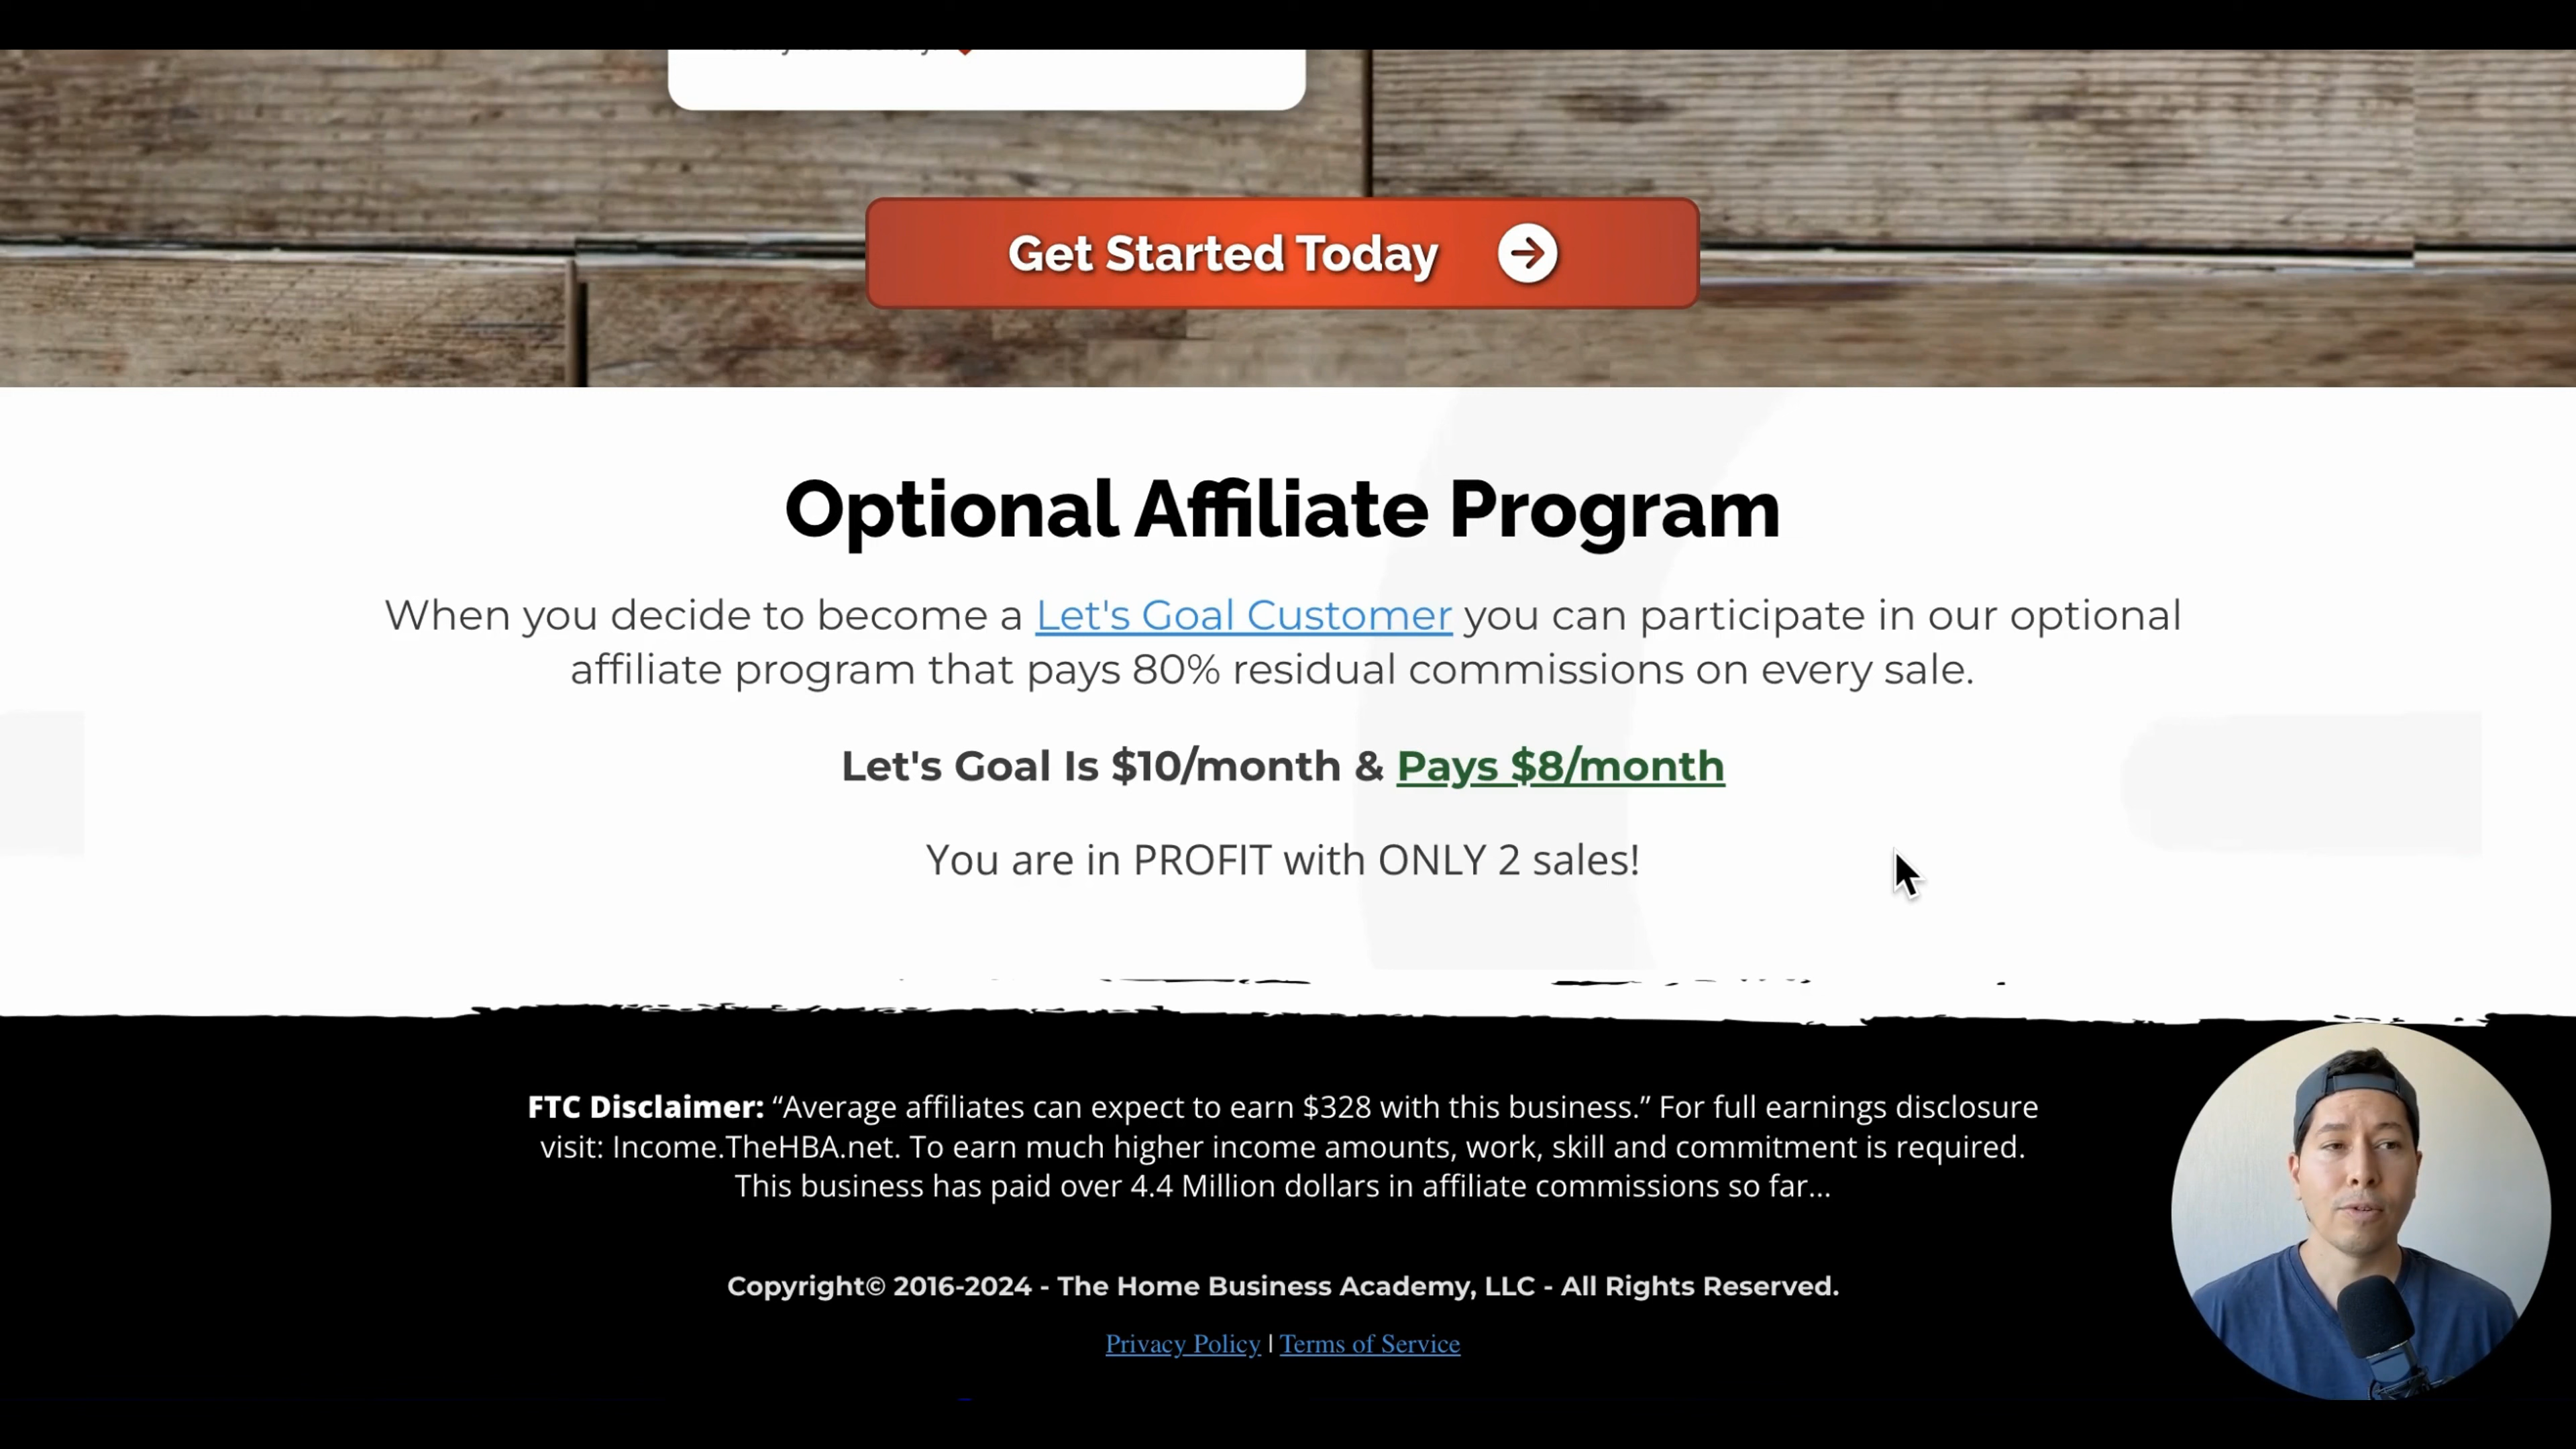 Get Started Today
Optional Affiliate Program
When you decide to become a Let's Goal Customer you can participate in our optional
affiliate program that pays 80% residual commissions on every sale.
Let's Goal Is $10/month & Pays $8/month
You are in PROFIT with ONLY 2 sales!
FTC Disclaimer: “Average affiliates can expect to earn $328 with this business.” For full earnings disclosure
visit: Income.TheHBA.net. To earn much higher income amounts, work, skill and commitment is required.
This business has paid over 4.4 Million dollars in affiliate commissions so far...
Copyright© 2016-2024 - The Home Business Academy, LLC - All Rights Reserved.
Privacy Policy | Terms of Service